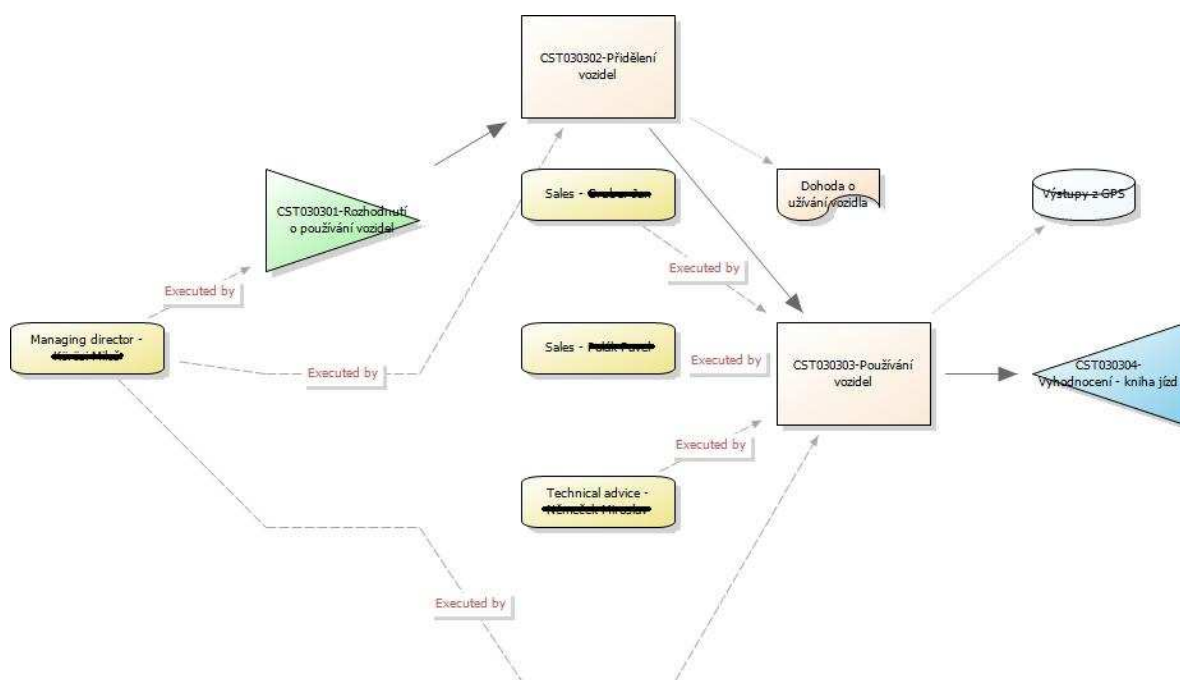 CST030302-Přidělení
vozidel
Sales -
Dohoda o
užívání vozidla
Výstupy z GPS
CST030301-Rozhodnutí
o používání vozidel
Executed by
Executed by
Managing director -
Executed by
Sales -
Executed by
CST030303-Používání
vozidel
CST030304-
Vyhodnocení - kniha jízd
Executed by
Technical advice -
Executed by